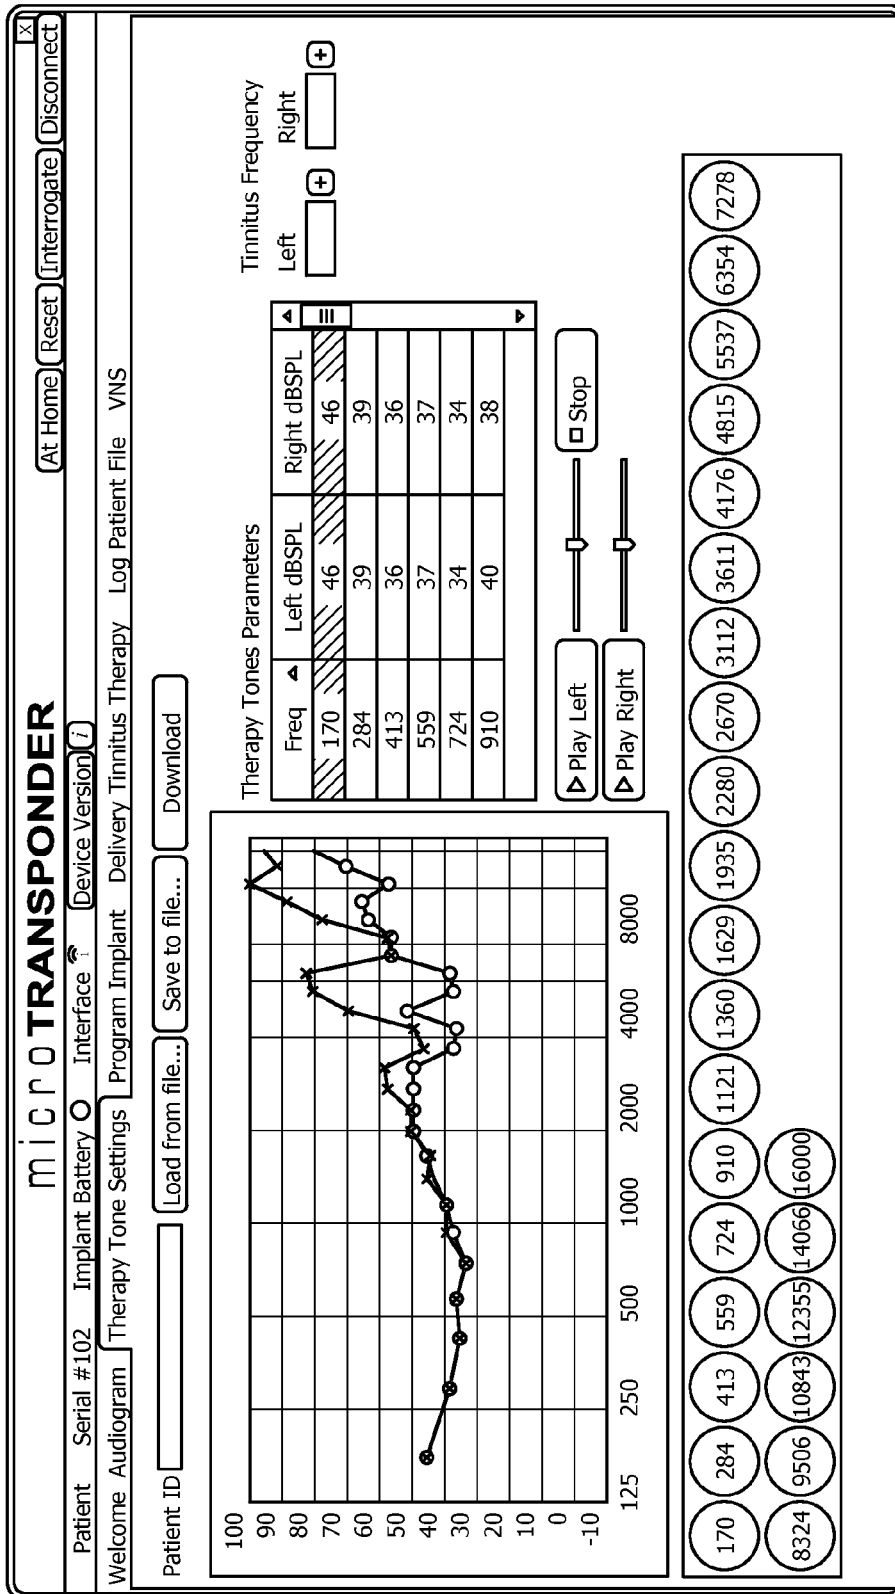 microTRANSPONDER
At Home Reset Interrogate Disconnect X
Patient Serial #102 Implant Battery Interface Device Version i
Welcome Audiogram Therapy Tone Settings Program Implant Delivery Tinnitus Therapy Log Patient File VNS
Patient ID Load from file... Save to file... Download
Therapy Tones Parameters
Freq Left dBSPL Right dBSPL
170 46 46
284 39 39
413 36 36
559 37 37
724 34 34
910 40 38
Tinnitus Frequency
Left Right
+ +
Play Left Stop
Play Right
100
90
80
70
60
50
40
30
20
10
0
-10
125 250 500 1000 2000 4000 8000
170 284 413 559 724 910 1121 1360 1629 1935 2280 2670 3112 3611 4176 4815 5537 6354 7278
8324 9506 10843 12355 14066 16000